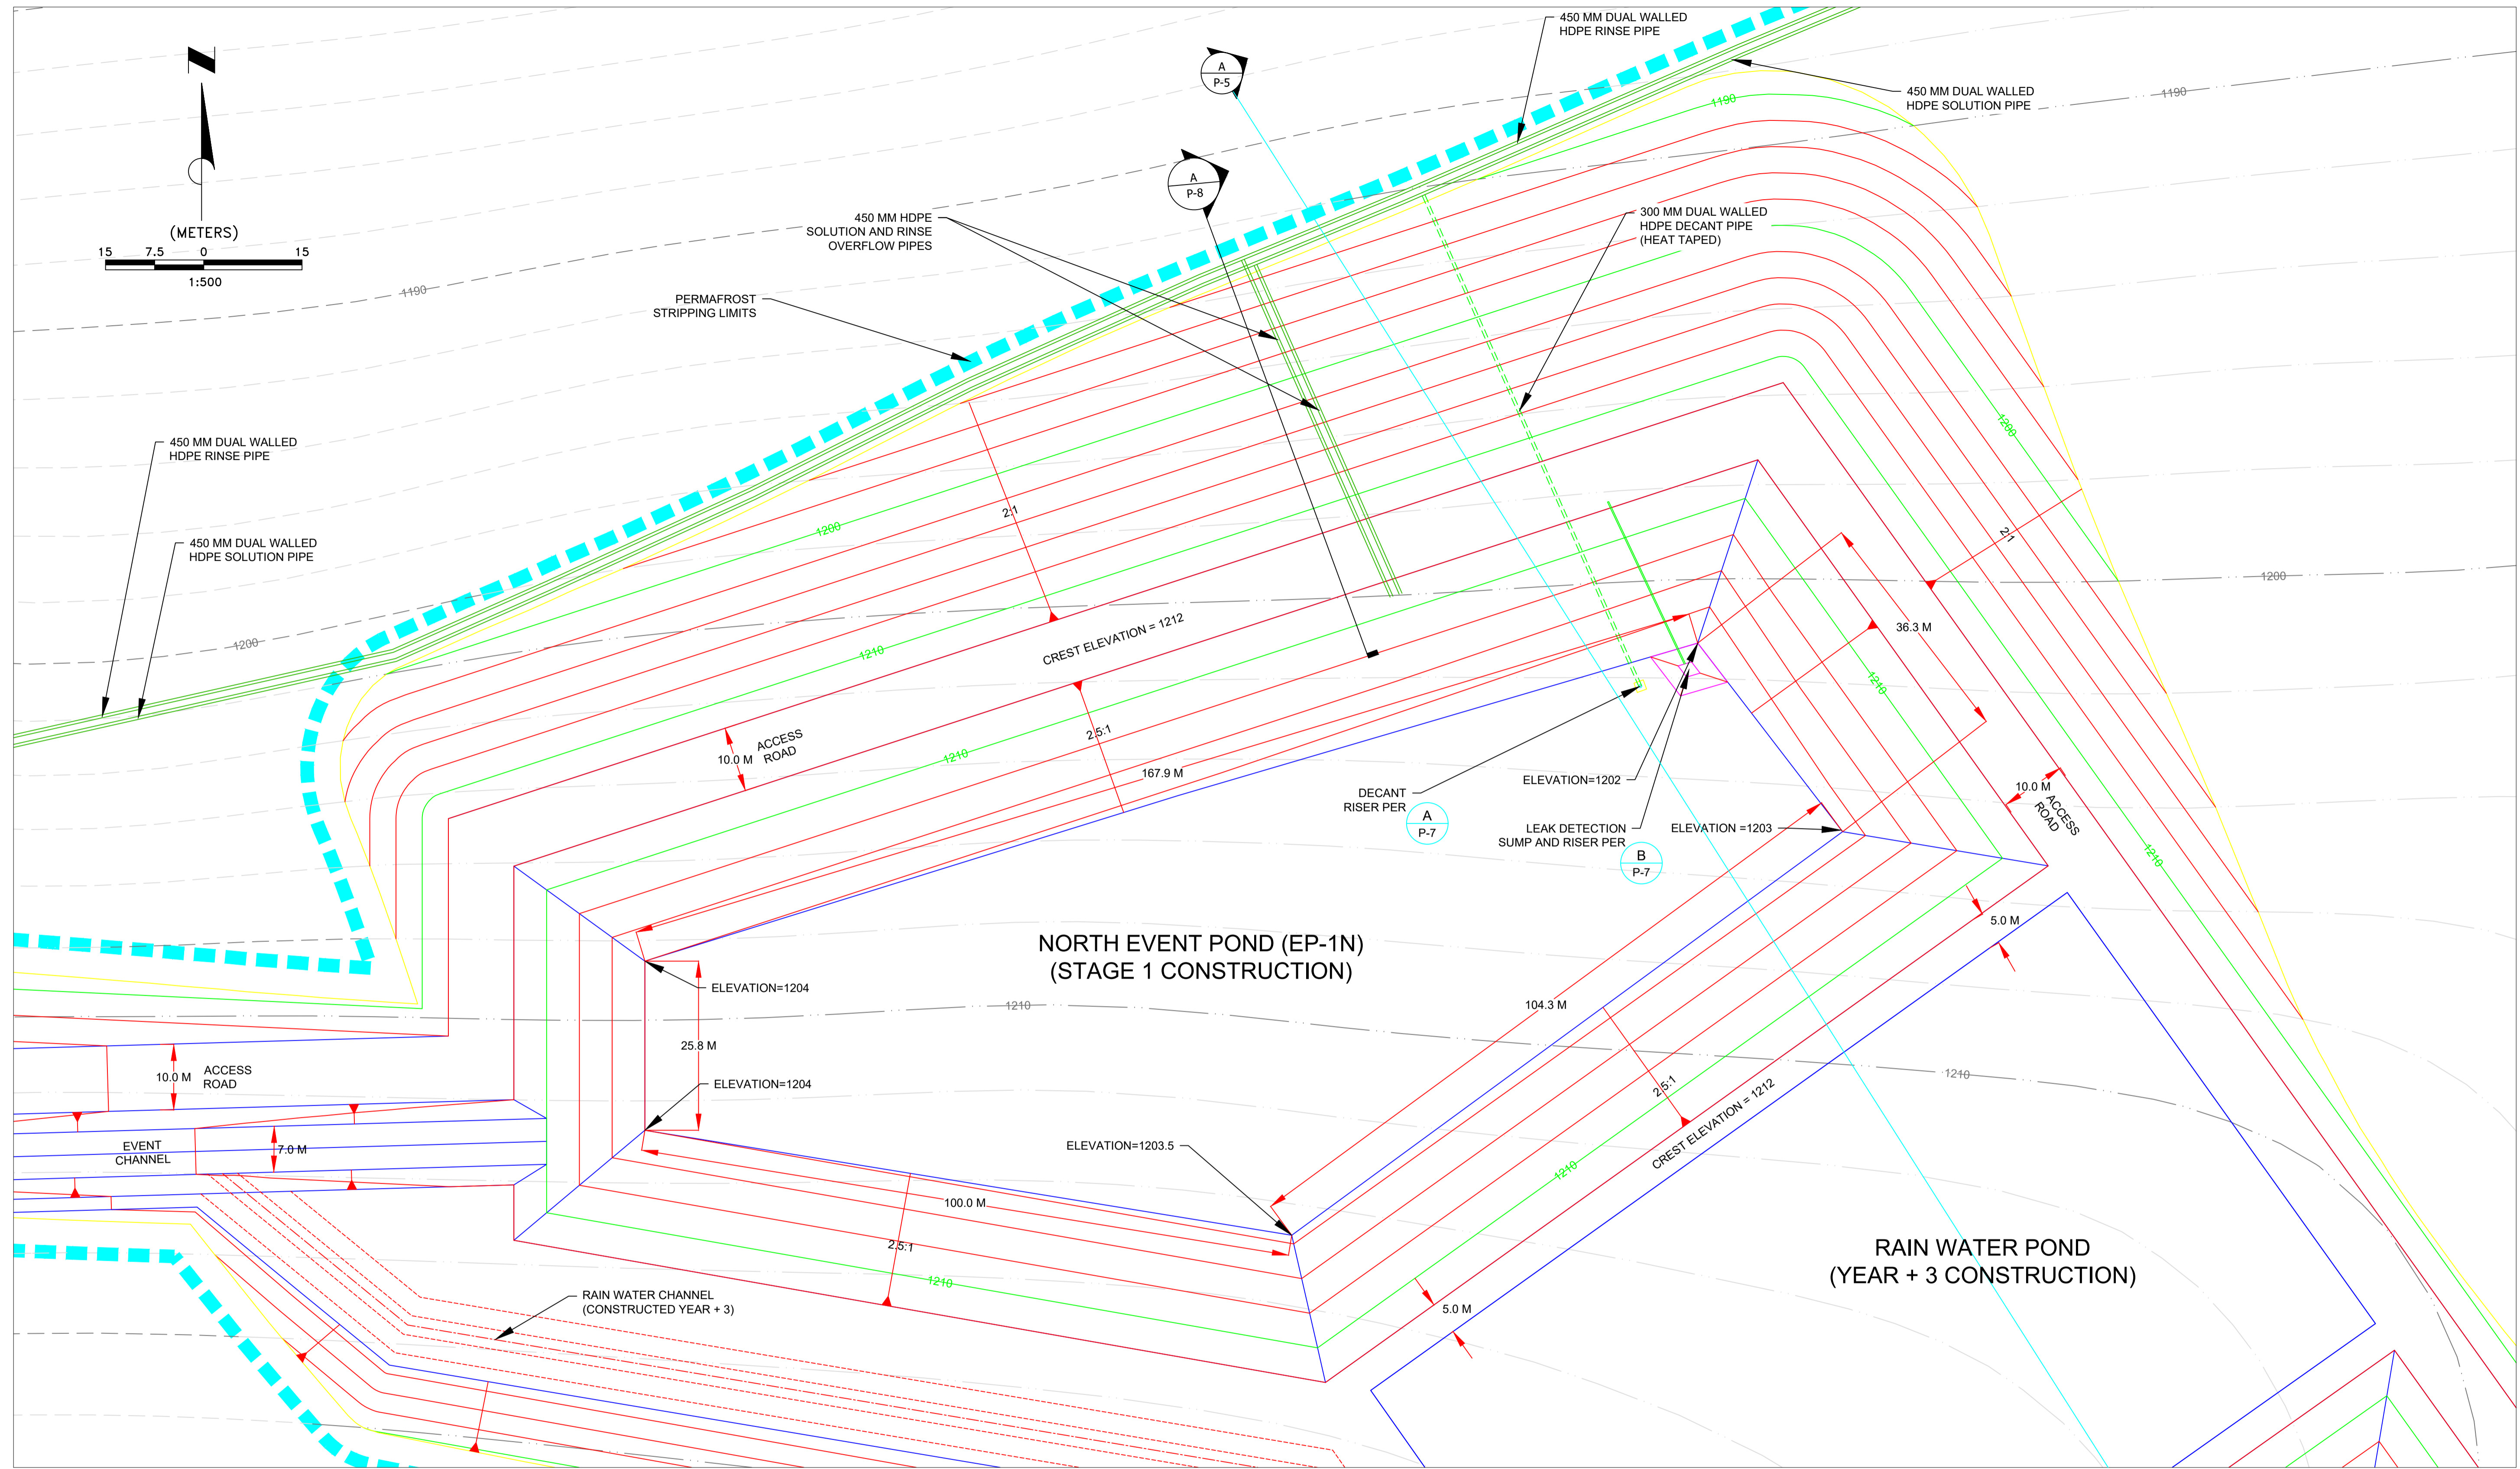 450 MM DUAL WALLED
HDPE RINSE PIPE
A
P-5
450 MM DUAL WALLED
HDPE SOLUTION PIPE
1190
1190
A
P-8
450 MM HDPE
SOLUTION AND RINSE
OVERFLOW PIPES
300 MM DUAL WALLED
HDPE DECANT PIPE
(HEAT TAPED)
N
(METERS)
15 7.5 0 15
1:500
1190
PERMAFROST
STRIPPING LIMITS
450 MM DUAL WALLED
HDPE RINSE PIPE
1200
2:1
1200
450 MM DUAL WALLED
HDPE SOLUTION PIPE
2:1
1200
1200
CREST ELEVATION = 1212
36.3 M
1210
1210
1210
ACCESS
ROAD
10.0 M
2.5:1
167.9 M
ELEVATION=1202
DECANT
RISER PER
A
P-7
10.0 M
ACCESS
ROAD
LEAK DETECTION
SUMP AND RISER PER
B
P-7
ELEVATION =1203
1210
5.0 M
NORTH EVENT POND (EP-1N)
(STAGE 1 CONSTRUCTION)
ELEVATION=1204
1210
104.3 M
25.8 M
10.0 M
ACCESS
ROAD
ELEVATION=1204
1210
2.5:1
CREST ELEVATION = 1212
EVENT
CHANNEL
7.0 M
ELEVATION=1203.5
1210
100.0 M
2.5:1
1210
RAIN WATER POND
(YEAR + 3 CONSTRUCTION)
RAIN WATER CHANNEL
(CONSTRUCTED YEAR + 3)
5.0 M